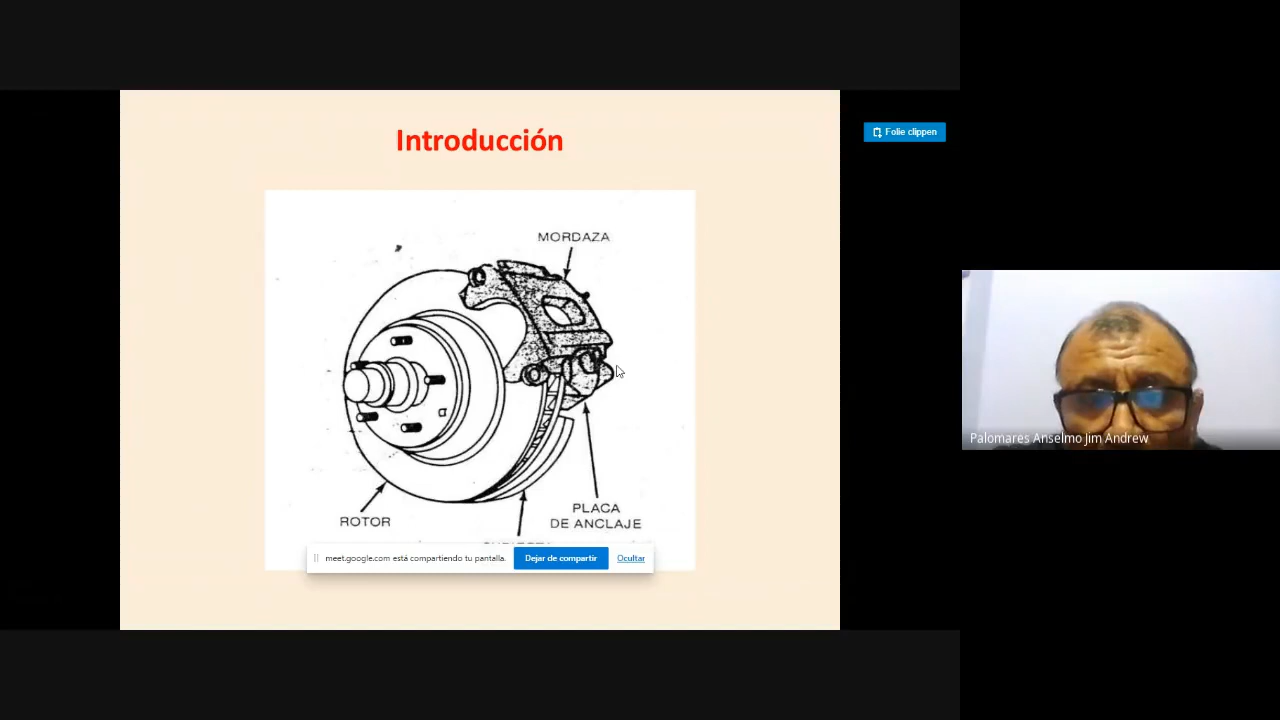 Introducción
Folie clippen
MORDAZA
Palomares Anselmo Jim Andrew
PLACA
DE ANCLAJE
ROTOR
meet.google.com está compartiendo tu pantalla.
Dejar de compartir
Ocultar